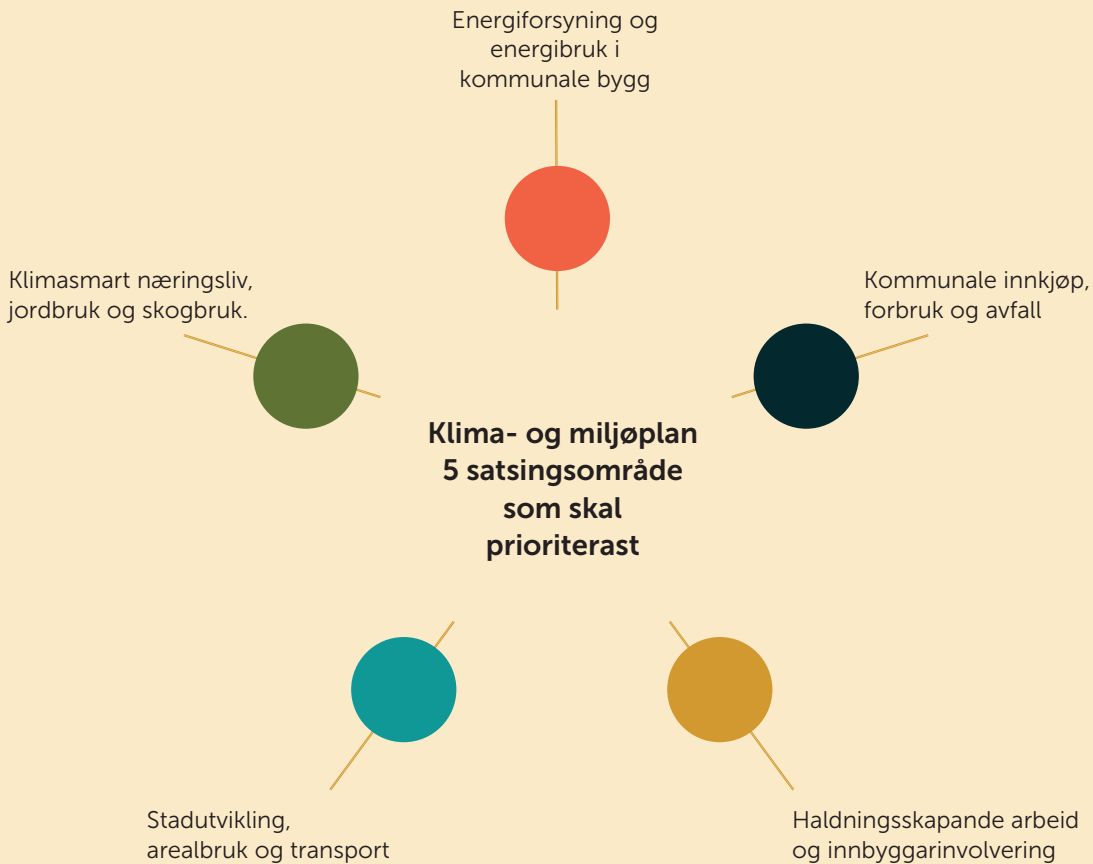 Energiforsyning og
energibruk i
kommunale bygg
Klimasmart næringsliv,
jordbruk og skogbruk.
Kommunale innkjøp,
forbruk og avfall
Klima- og miljøplan
5 satsingsområde
som skal
prioriterast
Stadutvikling,
arealbruk og transport
Haldningsskapande arbeid
og innbyggarinvolvering